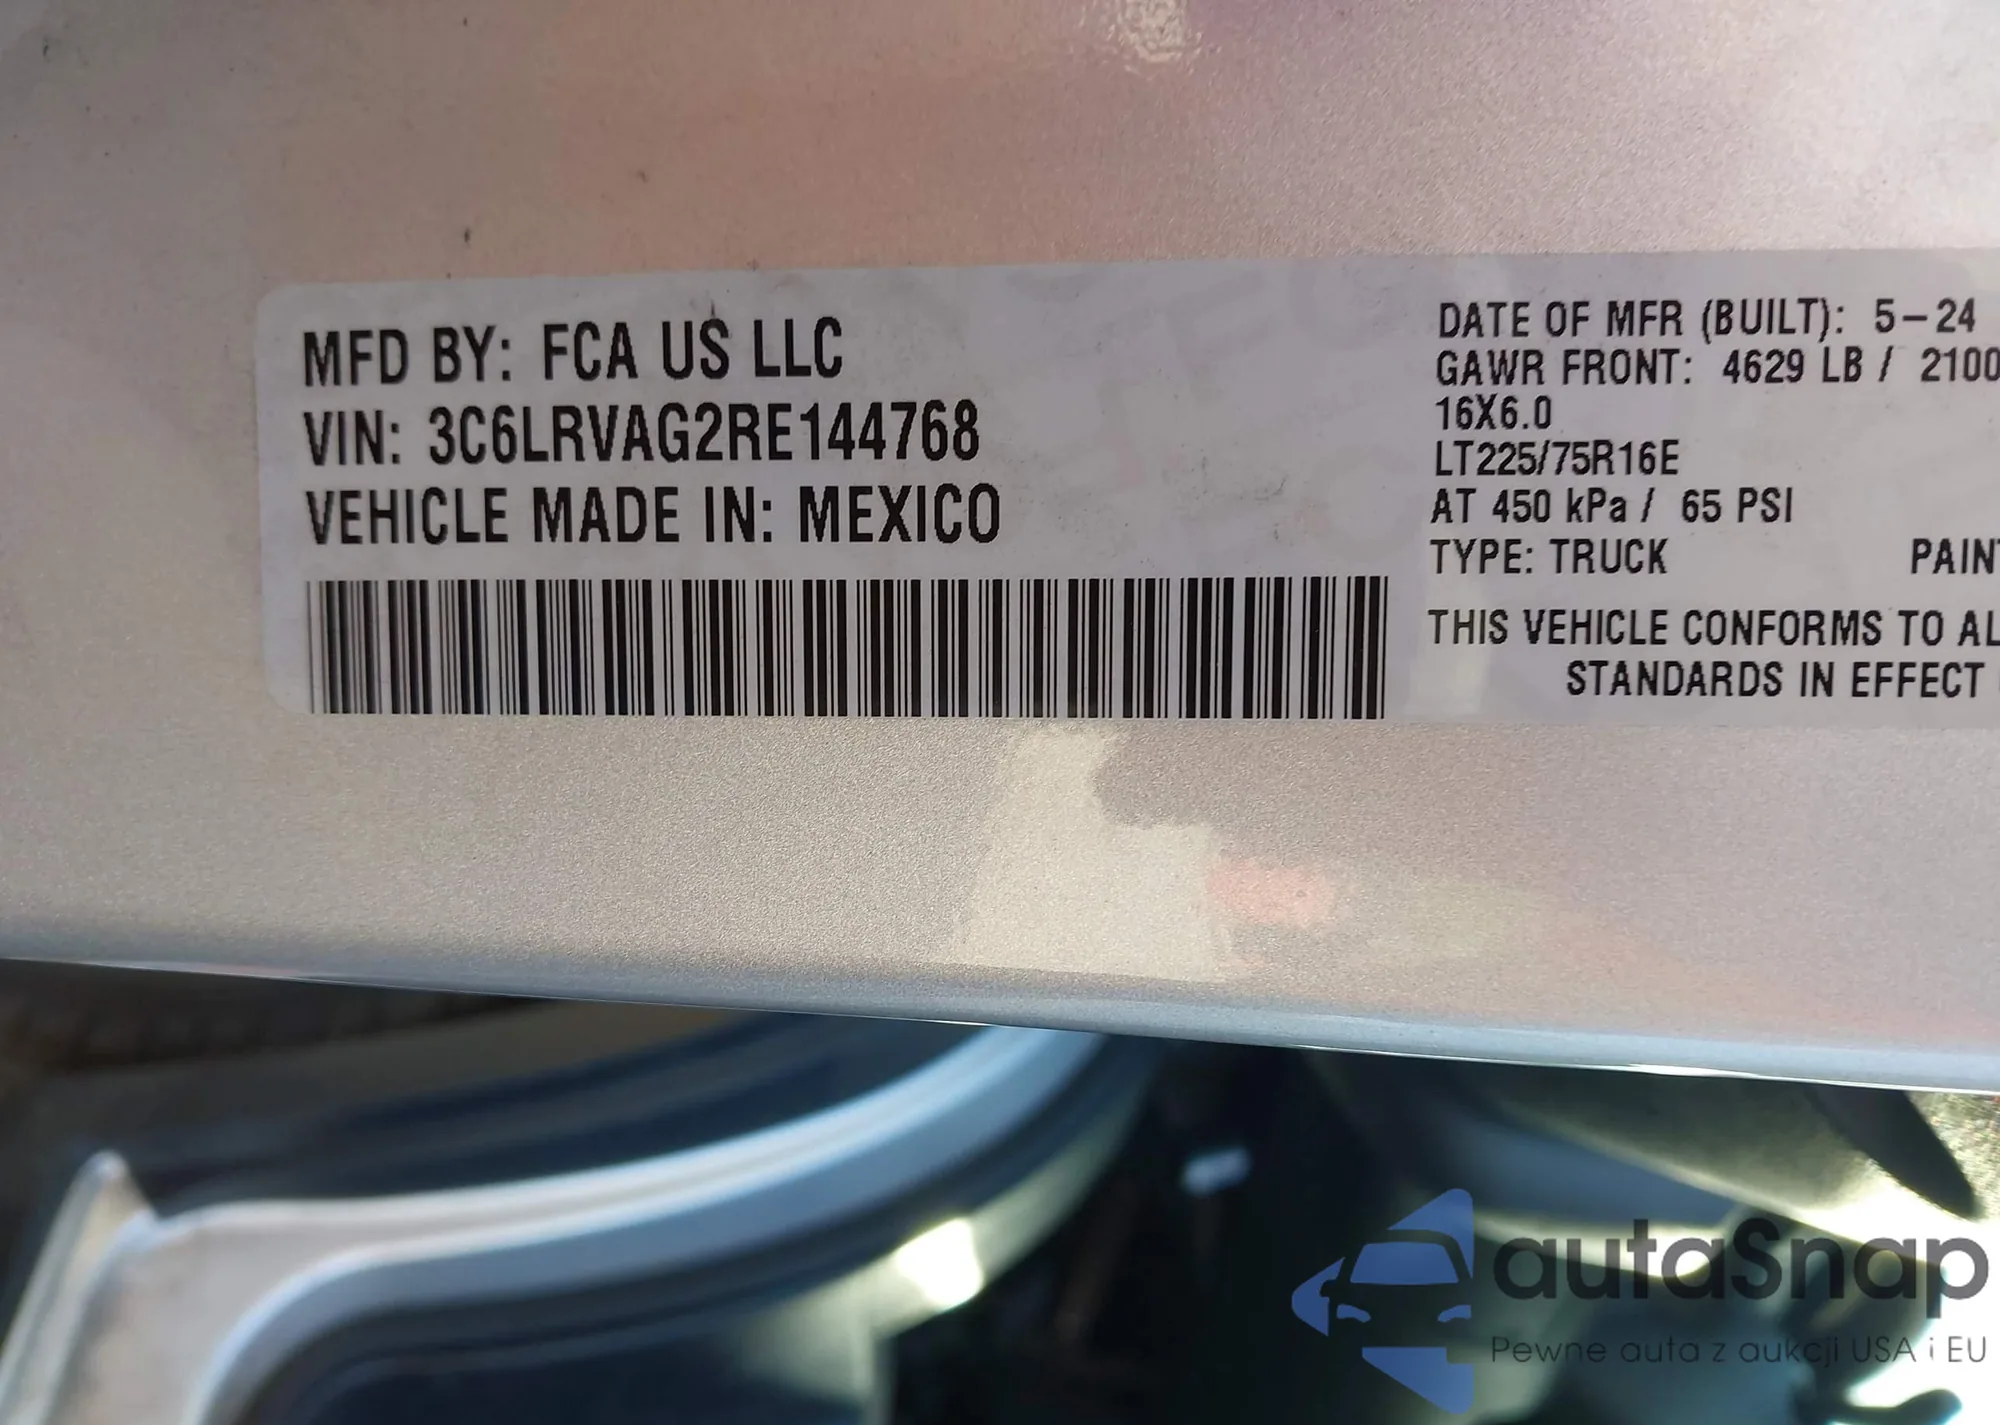 MFD BY: FCA US LLC
VIN: 3C6LRVAG2RE144768
VEHICLE MADE IN: MEXICO
DATE OF MFR (BUILT): 5-24
GAWR FRONT: 4629 LB / 2100
16X6.0
LT225/75R16E
AT 450 kPa / 65 PSI
TYPE: TRUCK PAINT
THIS VEHICLE CONFORMS TO AL
STANDARDS IN EFFECT
autaSnap
Pewne auta z aukcji USA i EU